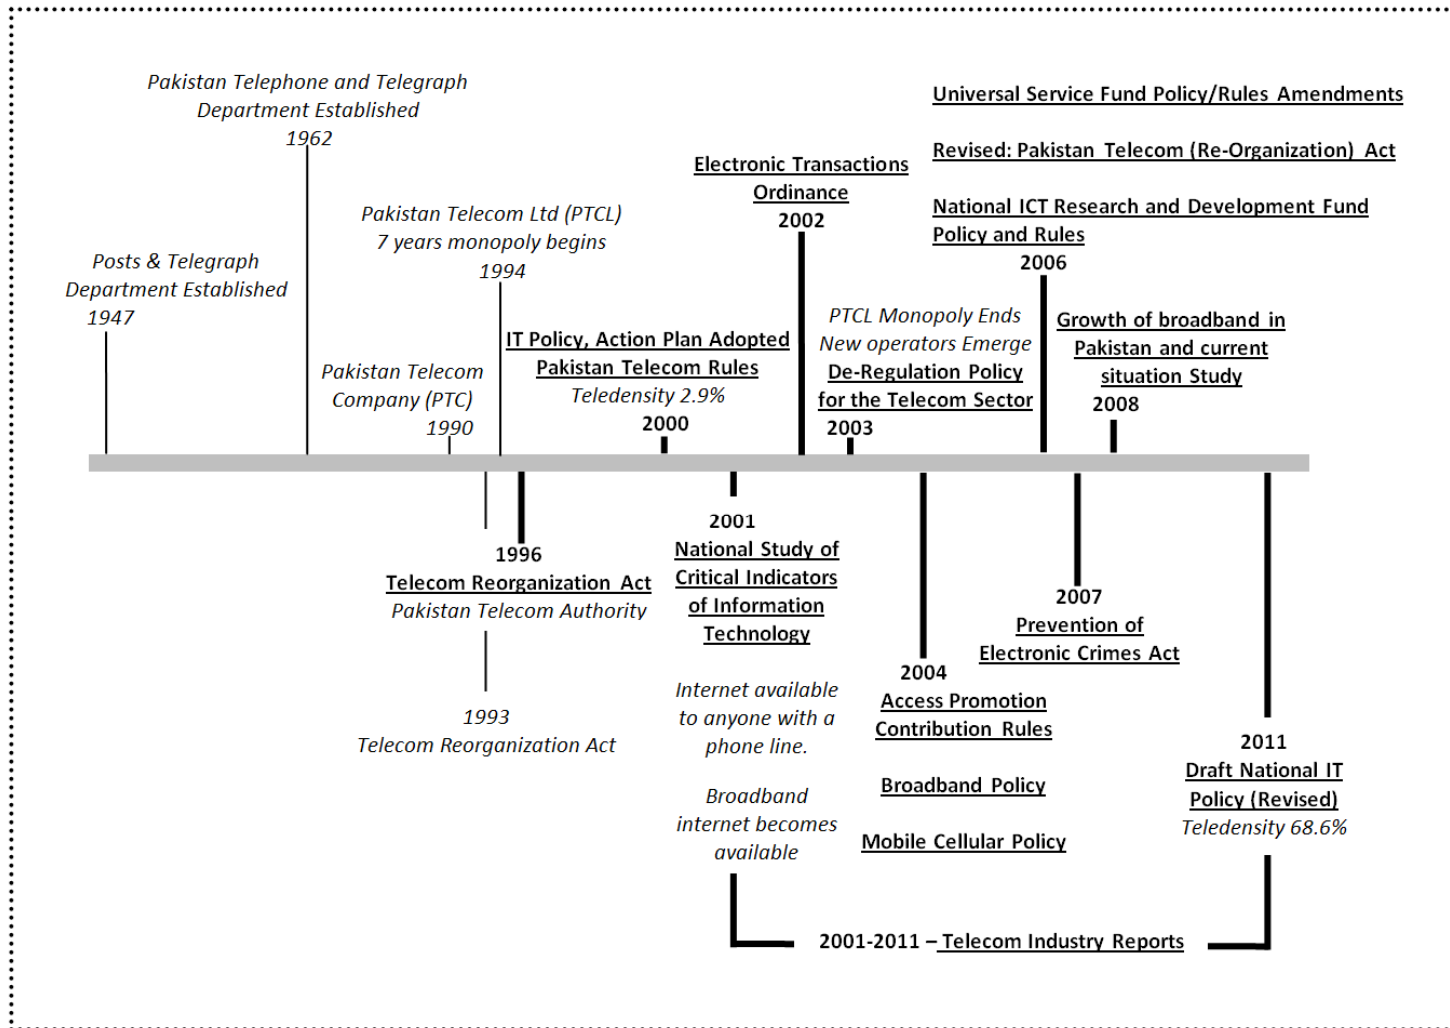 Pakistan Telephone and Telegraph
Department Established
1962
Universal Service Fund Policy/Rules Amendments
Revised: Pakistan Telecom (Re-Organization) Act
National ICT Research and Development Fund
Policy and Rules
2006
Electronic Transactions
Ordinance
2002
Pakistan Telecom Ltd (PTCL)
7 years monopoly begins
1994
Posts & Telegraph
Department Established
1947
IT Policy, Action Plan Adopted
Pakistan Telecom Rules
Teledensity 2.9%
2000
PTCL Monopoly Ends
New operators Emerge
De-Regulation Policy
for the Telecom Sector
2003
Growth of broadband in
Pakistan and current
situation Study
2008
Pakistan Telecom
Company (PTC)
1990
1996
Telecom Reorganization Act
Pakistan Telecom Authority
1993
Telecom Reorganization Act
2001
National Study of
Critical Indicators
of Information
Technology
Internet available
to anyone with a
phone line.
Broadband
internet becomes
available
2004
Access Promotion
Contribution Rules
Broadband Policy
Mobile Cellular Policy
2007
Prevention of
Electronic Crimes Act
2011
Draft National IT
Policy (Revised)
Teledensity 68.6%
2001-2011 – Telecom Industry Reports